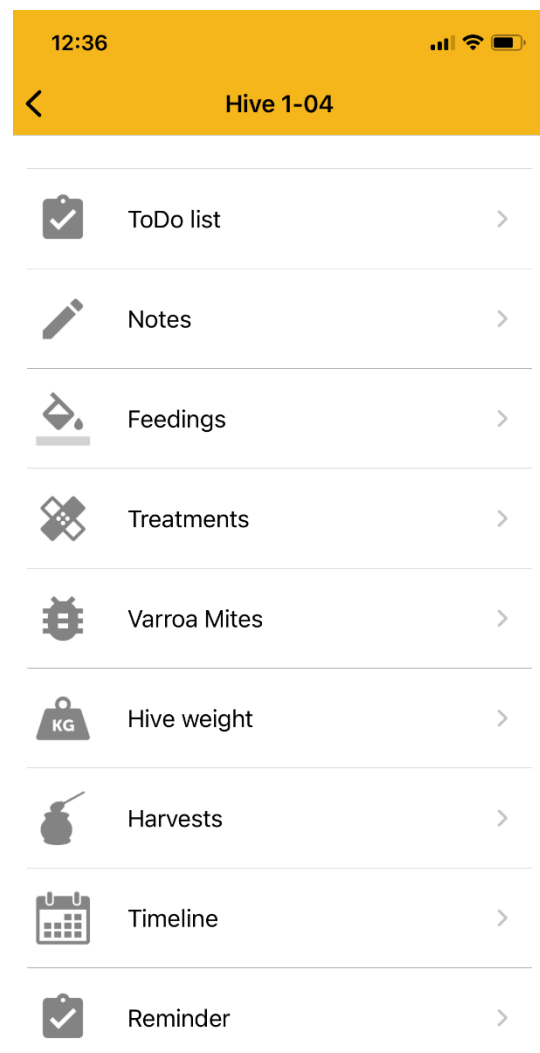 12:36
Hive 1-04
ToDo list
Notes
Feedings
Treatments
Varroa Mites
KG
Hive weight
Harvests
Timeline
Reminder